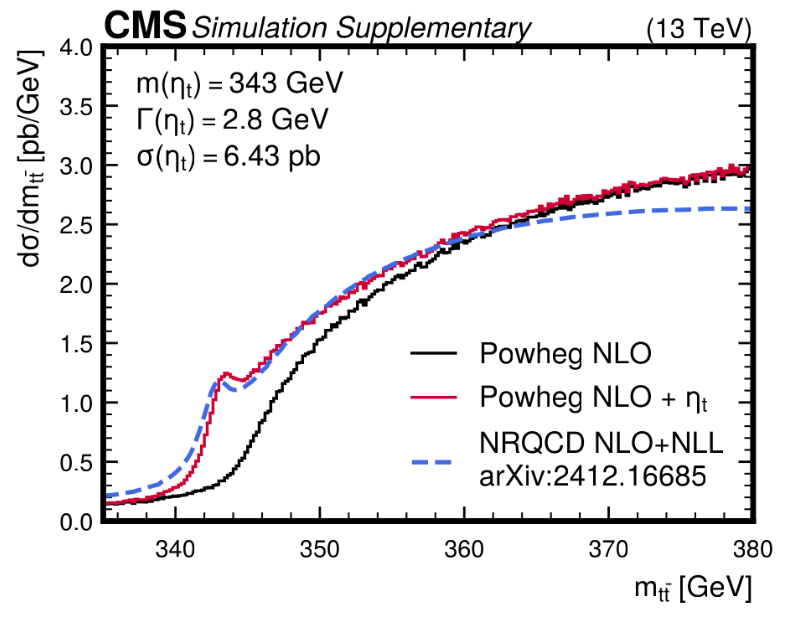 CMS Simulation Supplementary (13 TeV)
dσ/dm_tt̄ [pb/GeV]
4.0
3.5
3.0
2.5
2.0
1.5
1.0
0.5
0.0
m(ηₜ) = 343 GeV
Γ(ηₜ) = 2.8 GeV
σ(ηₜ) = 6.43 pb
Powheg NLO
Powheg NLO + ηₜ
NRQCD NLO+NLL
arXiv:2412.16685
340 350 360 370 380
m_tt̄ [GeV]